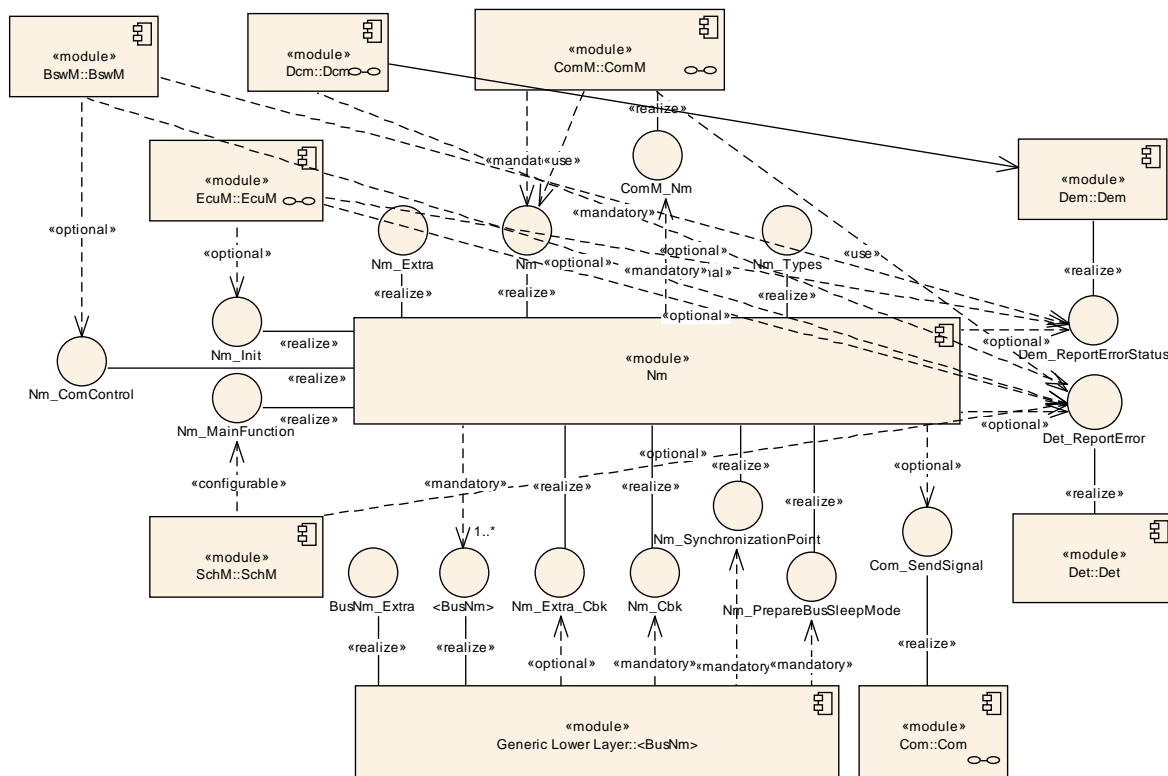 «module»
BswM::BswM
«module»
Dcm::Dcm
«module»
ComM::ComM
«realize»
«mandat
«use»
«module»
EcuM::EcuM
ComM_Nm
«module»
Dem::Dem
«optional»
«mandatory»
«optional»
Nm_Extra
Nm
«optional»
«mandatory»
«optional»
Nm_Types
«use»
«realize»
«realize»
«realize»
«realize»
«optional»
Nm_Init
«realize»
«module»
Nm
«optional»
Dem_ReportErrorStatus
Nm_ComControl
«realize»
Nm_MainFunction
«realize»
«optional»
Det_ReportError
«configurable»
«mandatory»
«realize»
«realize»
«realize»
«optional»
«optional»
«realize»
«realize»
1..*
«module»
SchM::SchM
Nm_SynchronizationPoint
Com_SendSignal
«module»
Det::Det
BusNm_Extra
<BusNm>
Nm_Extra_Cbk
Nm_Cbk
Nm_PrepareBusSleepMode
«realize»
«realize»
«optional»
«mandatory»
«mandatory
«mandatory»
«realize»
«module»
Generic Lower Layer::<BusNm>
«module»
Com::Com